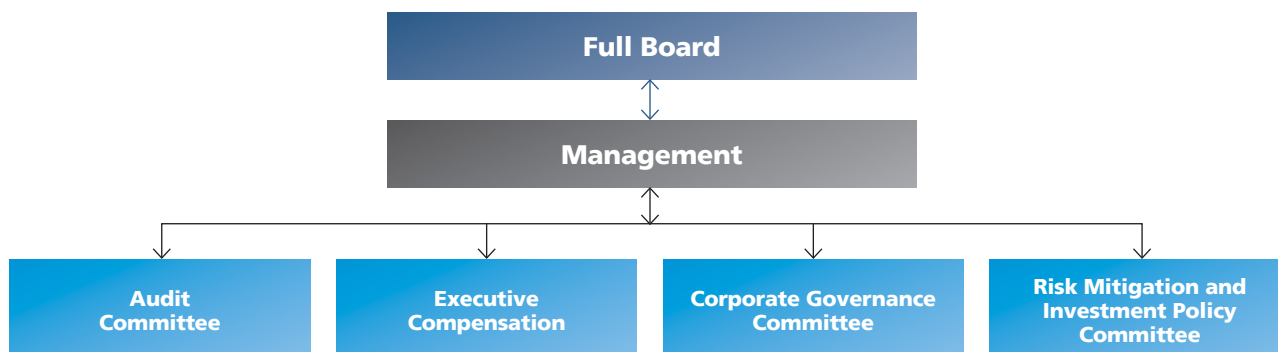 Full Board
Management
Audit
Committee
Executive
Compensation
Corporate Governance
Committee
Risk Mitigation and
Investment Policy
Committee